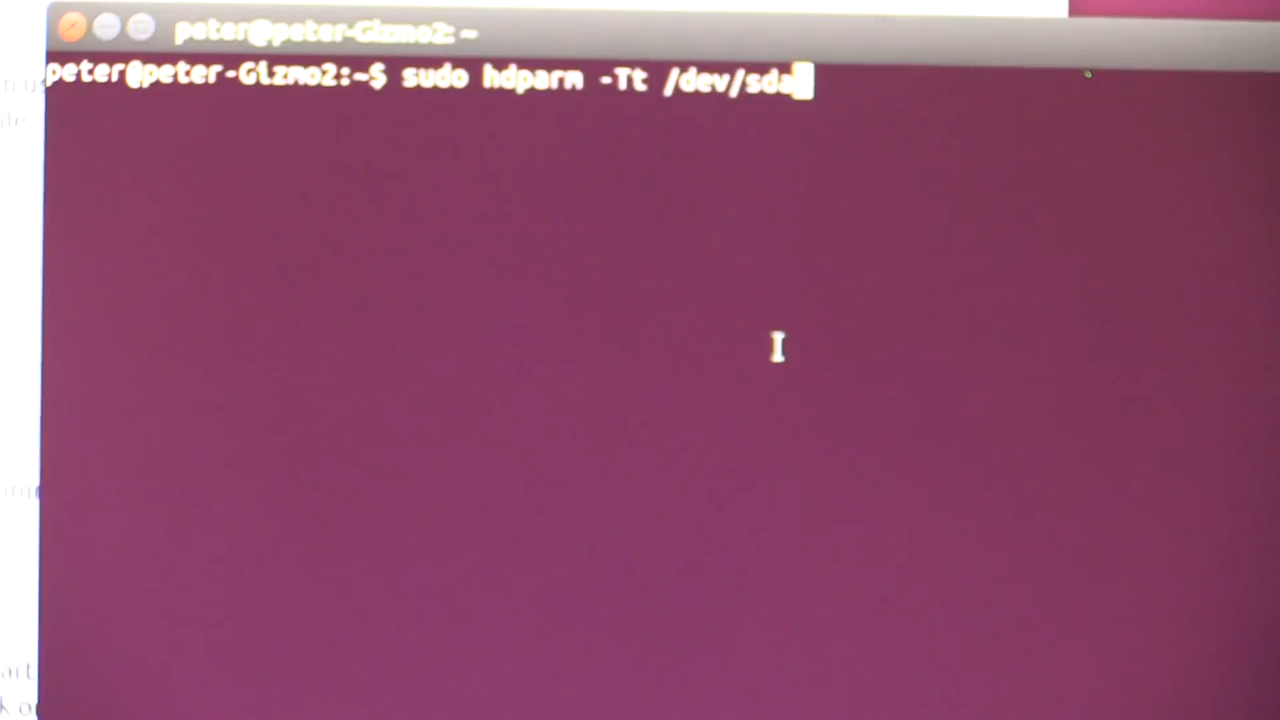 peter@peter-Gizmo2: ~
peter@peter-Gizmo2:~$ sudo hdparm -Tt /dev/sda